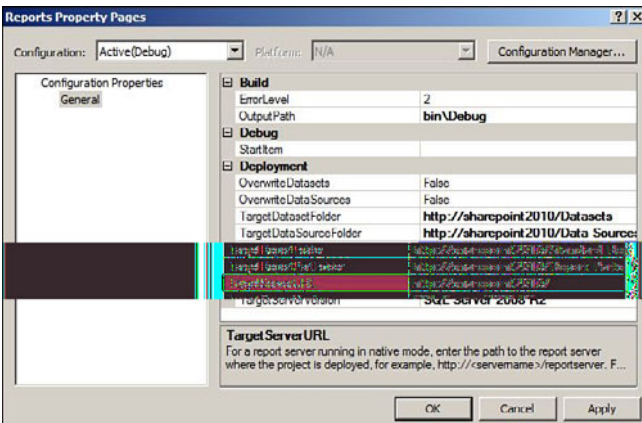 Reports Property Pages
Configuration: Active(Debug) Platform: N/A Configuration Manager...
Configuration Properties
General
Build
ErrorLevel 2
OutputPath bin\Debug
Debug
StartItem
Deployment
OverwriteDatasets False
OverwriteDataSources False
TargetDatasetFolder http://sharepoint2010/Datasets
TargetDataSourceFolder http://sharepoint2010/Data Sources
TargetServerVersion SQL Server 2008 R2
TargetServerURL
For a report server running in native mode, enter the path to the report server
where the project is deployed, for example, http://<servername>/reportserver. F...
OK Cancel Apply